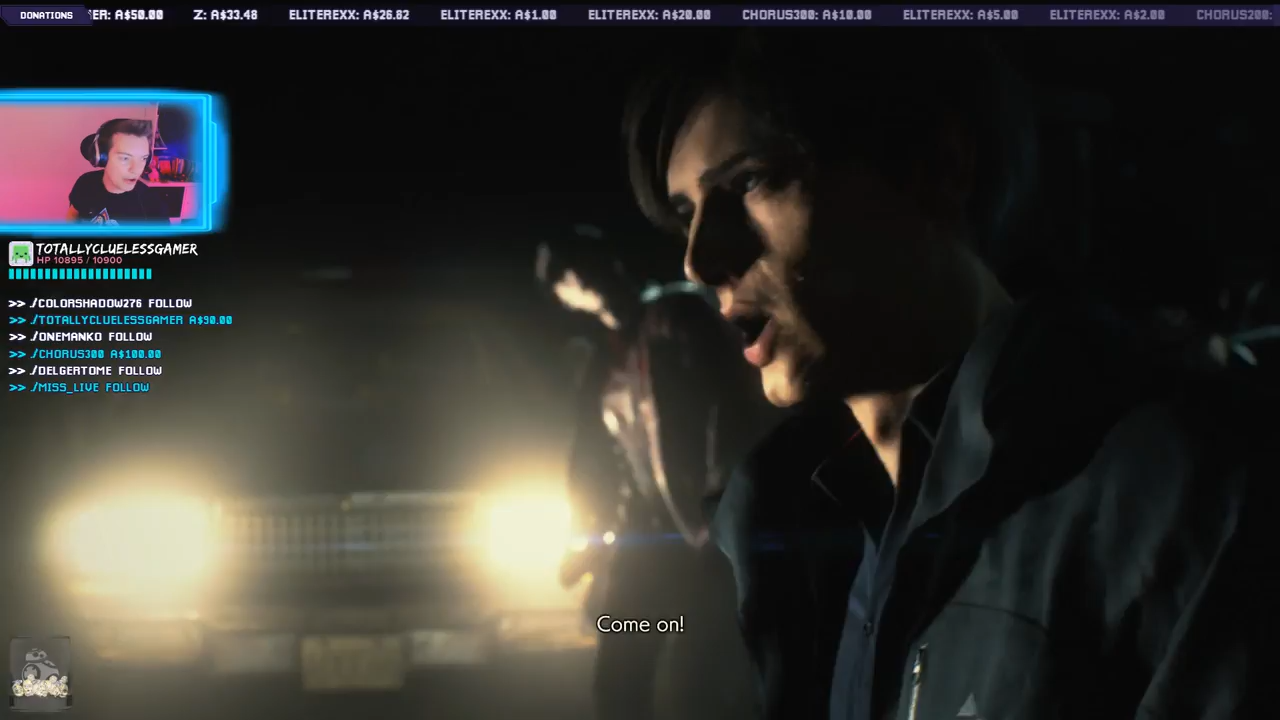 DONATIONS
ER: A$50.00 Z: A$33.48 ELITEREXX: A$26.82 ELITEREXX: A$1.00 ELITEREXX: A$20.00 CHORUS300: A$10.00 ELITEREXX: A$5.00 ELITEREXX: A$2.00 CHORUS200:
TOTALLYCLUELESSGAMER
HP 10895 / 10900
>> ./COLORSHADOW276 FOLLOW
>> ./TOTALLYCLUELESSGAMER A$90.00
>> ./ONEMANKO FOLLOW
>> ./CHORUS300 A$100.00
>> ./DELGERTOME FOLLOW
>> ./MISS_LIVE FOLLOW
Come on!